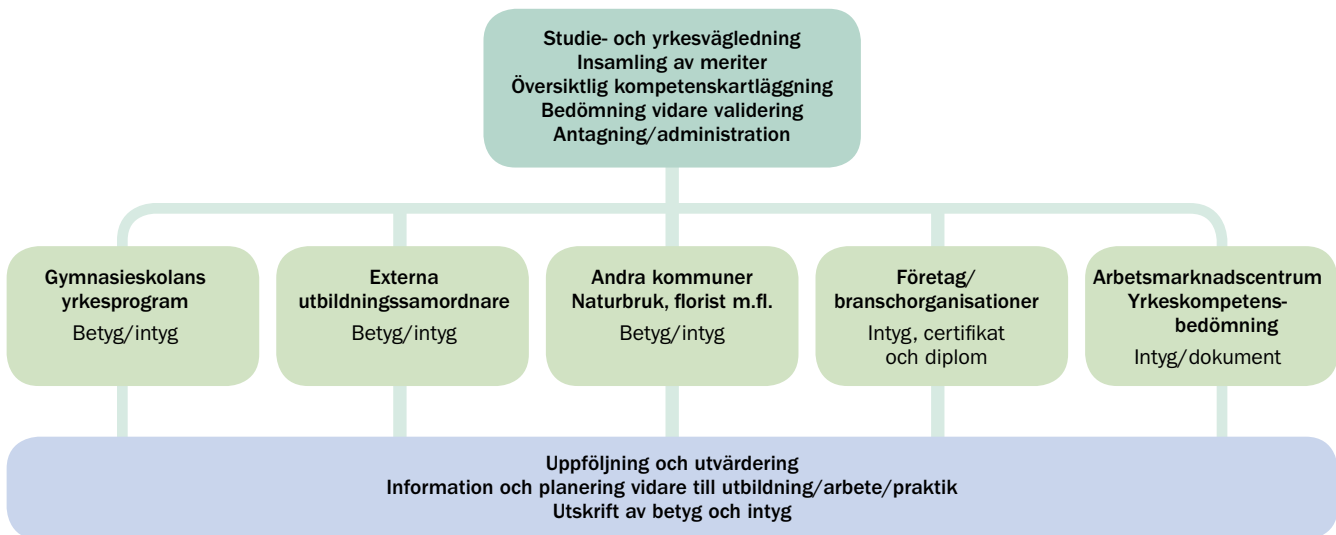 Studie- och yrkesvägledning
Insamling av meriter
Översiktlig kompetenskartläggning
Bedömning vidare validering
Antagning/administration
Gymnasieskolans
yrkesprogram
Betyg/intyg
Externa
utbildningssamordnare
Betyg/intyg
Andra kommuner
Naturbruk, florist m.fl.
Betyg/intyg
Företag/
branschorganisationer
Intyg, certifikat
och diplom
Arbetsmarknadscentrum
Yrkeskompetens-
bedömning
Intyg/dokument
Uppföljning och utvärdering
Information och planering vidare till utbildning/arbete/praktik
Utskrift av betyg och intyg